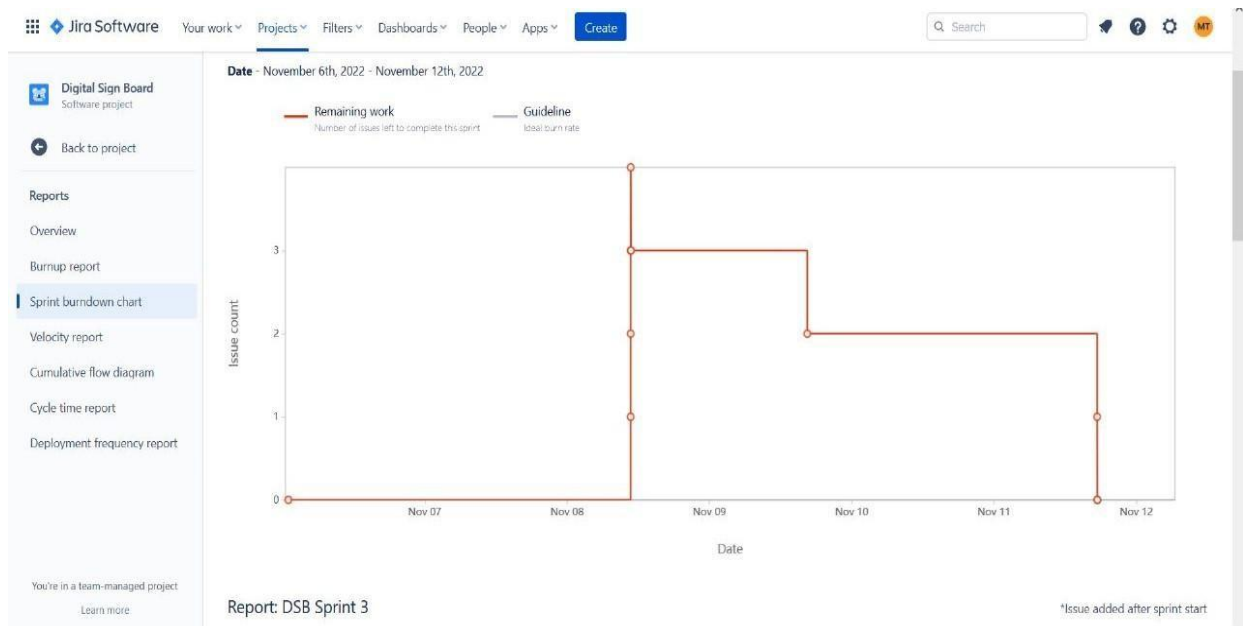 Jira Software Your work Projects Filters Dashboards People Apps Create Search MT
Digital Sign Board
Software project
Back to project
Reports
Overview
Burnup report
Sprint burndown chart
Velocity report
Cumulative flow diagram
Cycle time report
Deployment frequency report
You're in a team-managed project
Learn more
Date - November 6th, 2022 - November 12th, 2022
Remaining work
Number of issues left to complete this sprint
Guideline
Ideal burn rate
Issue count
3
2
1
0
Nov 07 Nov 08 Nov 09 Nov 10 Nov 11 Nov 12
Date
Report: DSB Sprint 3 *Issue added after sprint start